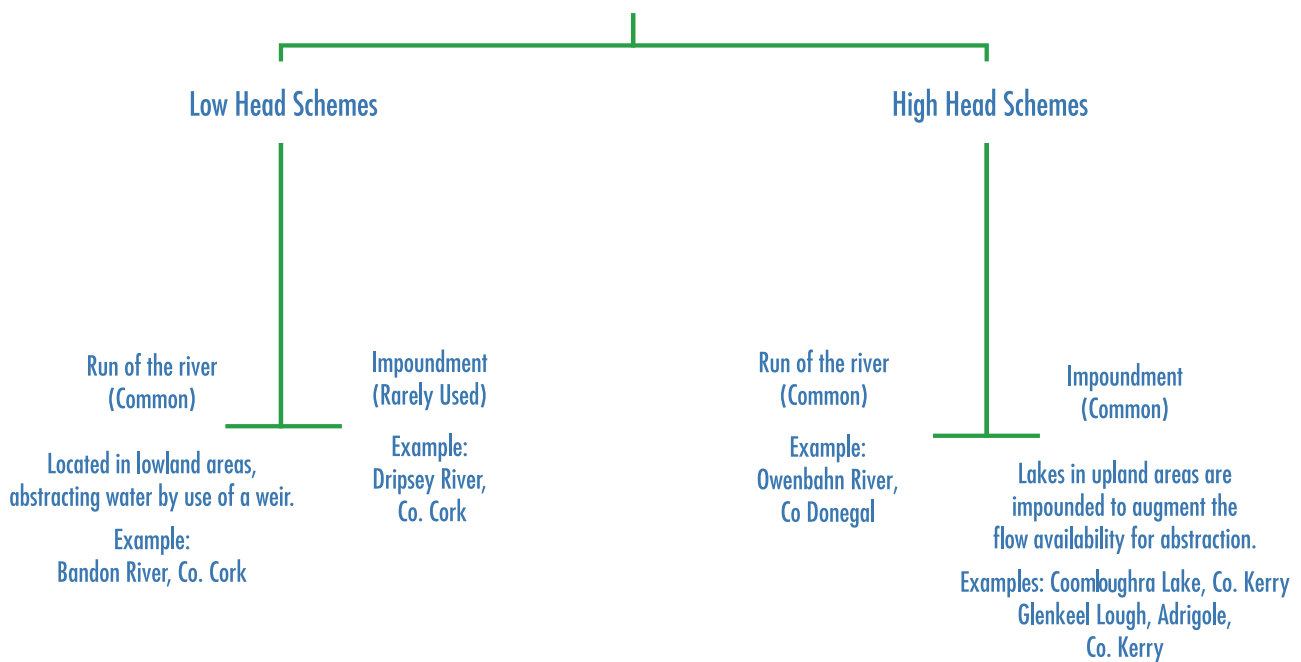 Low Head Schemes
High Head Schemes
Run of the river
(Common)
Located in lowland areas,
abstracting water by use of a weir.
Example:
Bandon River, Co. Cork
Impoundment
(Rarely Used)
Example:
Dripsey River,
Co. Cork
Run of the river
(Common)
Example:
Owenbahn River,
Co Donegal
Impoundment
(Common)
Lakes in upland areas are
impounded to augment the
flow availability for abstraction.
Examples: Coomloughra Lake, Co. Kerry
Glenkeel Lough, Adrigole,
Co. Kerry